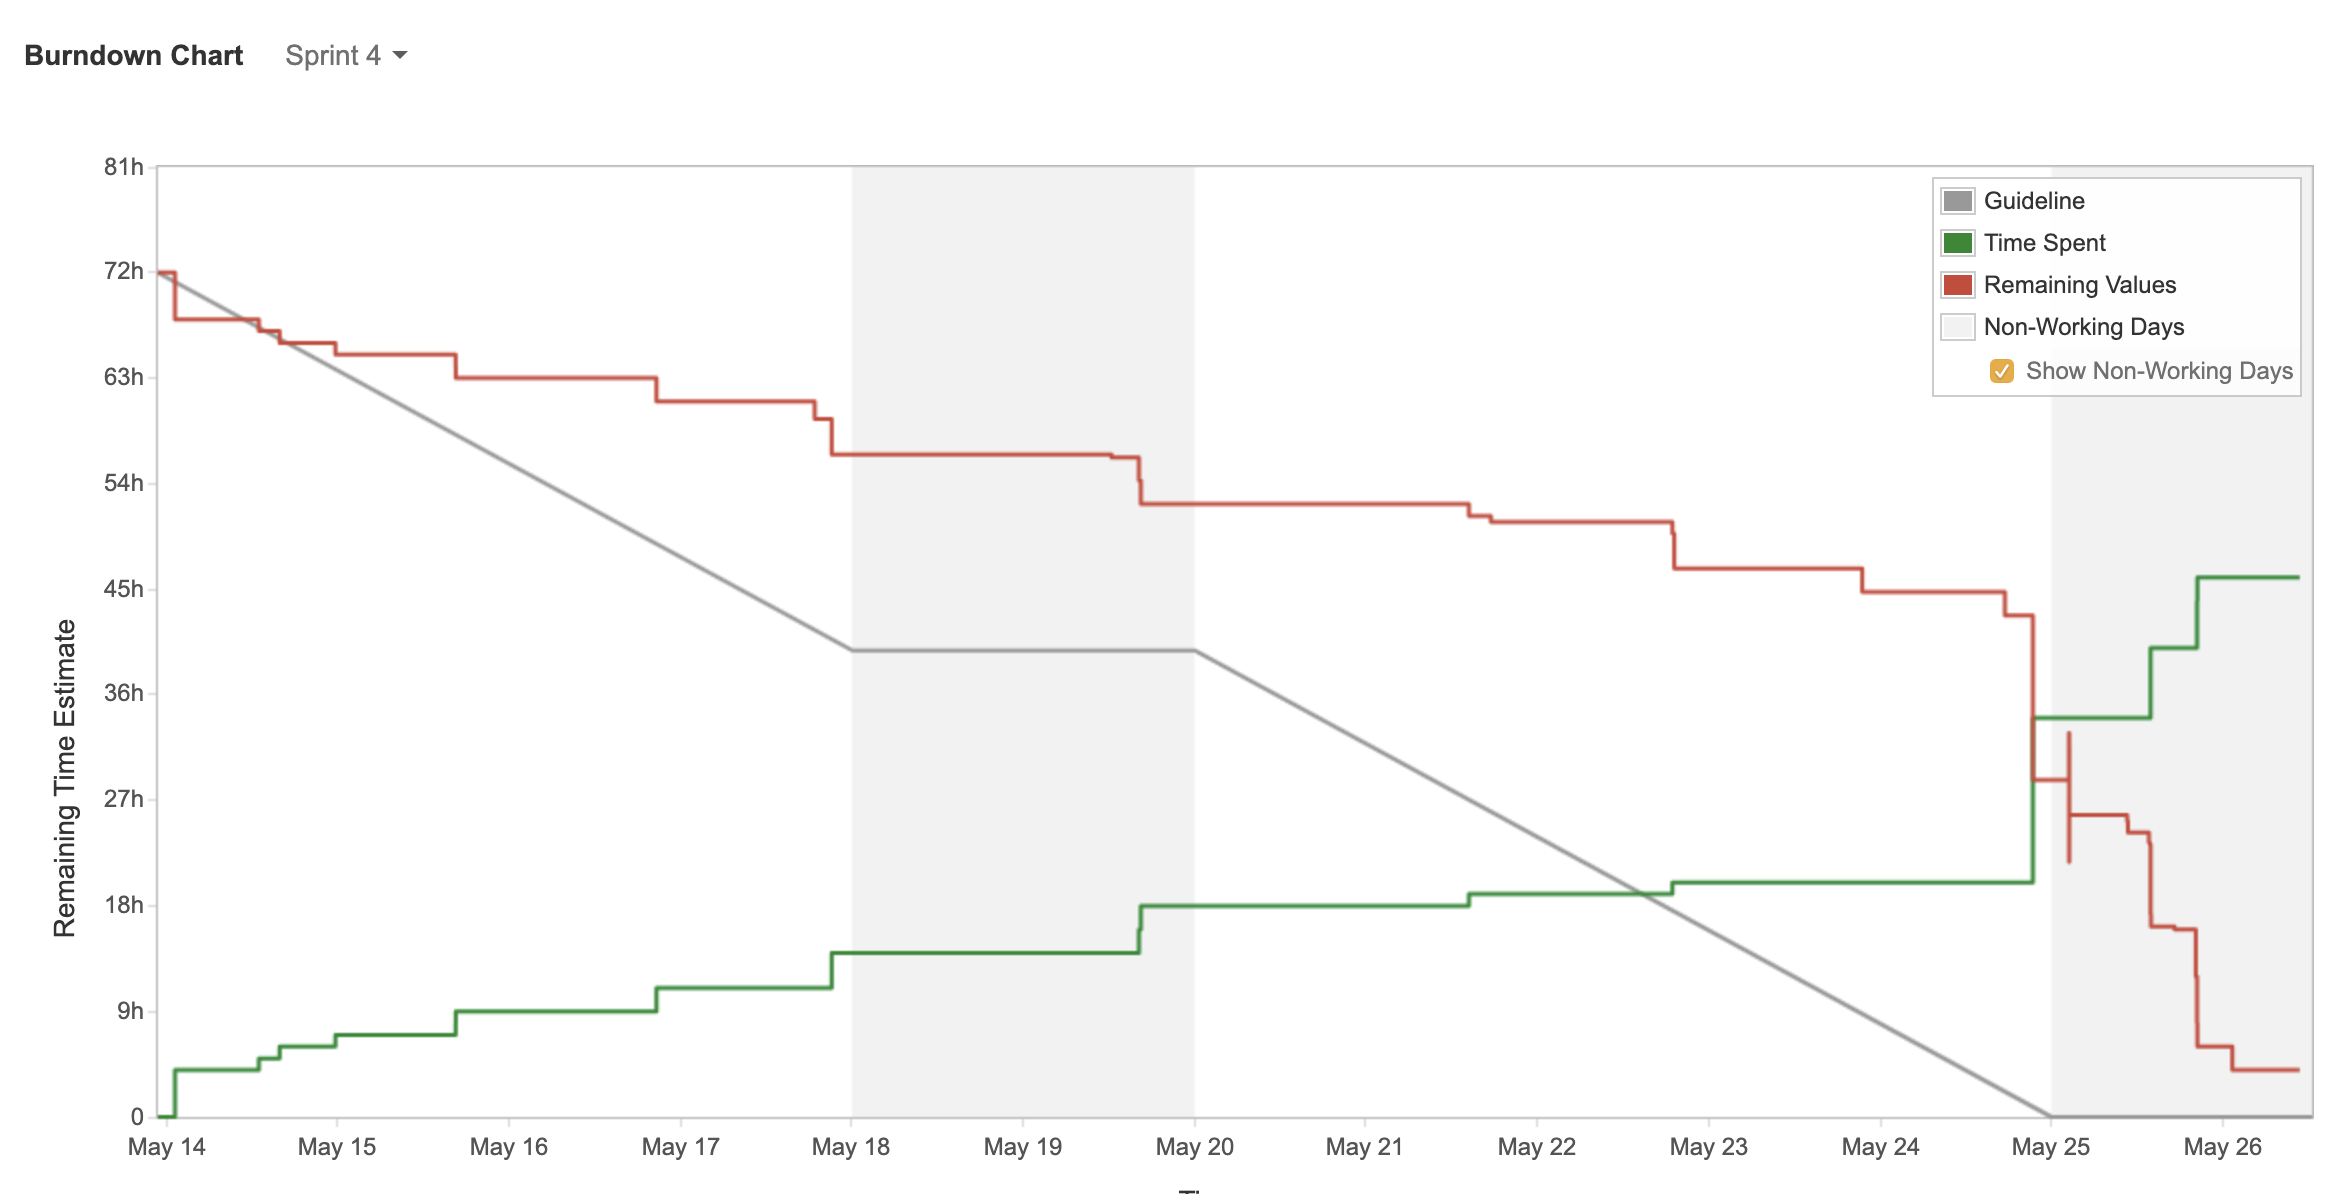 Burndown Chart Sprint 4
81h
72h
63h
54h
45h
36h
27h
18h
9h
0
Remaining Time Estimate
Guideline
Time Spent
Remaining Values
Non-Working Days
Show Non-Working Days
May 14 May 15 May 16 May 17 May 18 May 19 May 20 May 21 May 22 May 23 May 24 May 25 May 26